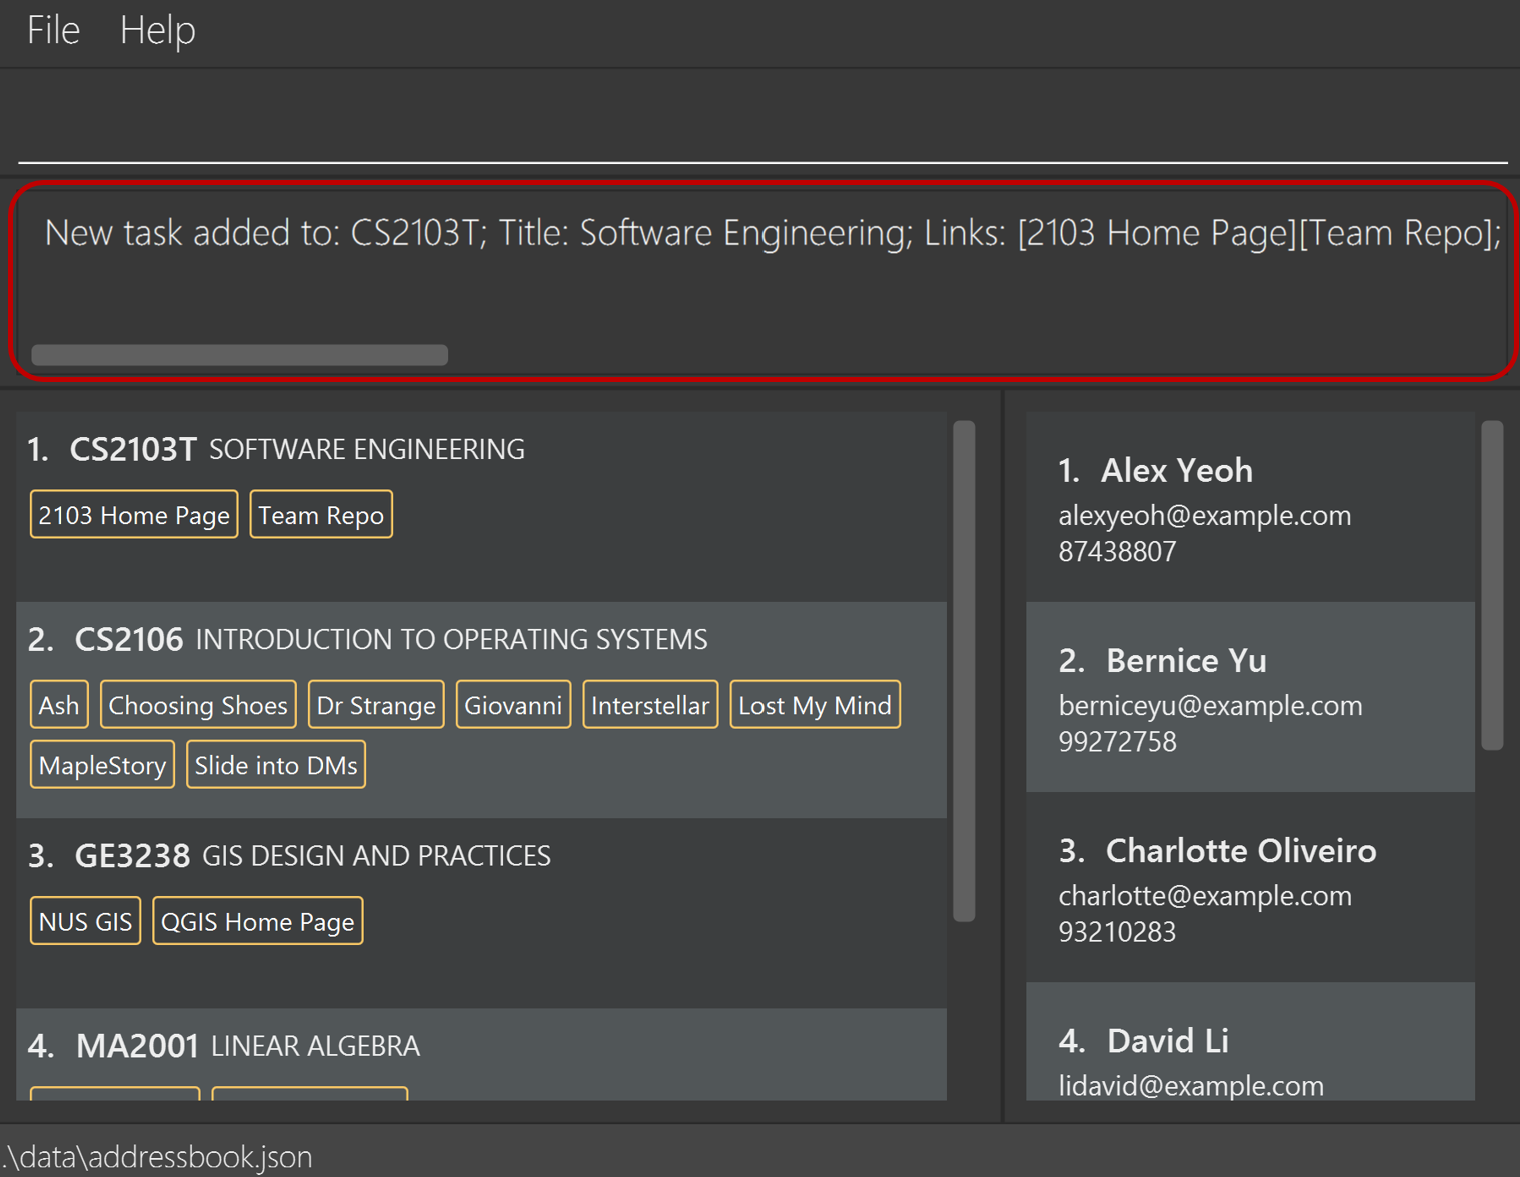 File Help
New task added to: CS2103T; Title: Software Engineering; Links: [2103 Home Page][Team Repo];
1. CS2103T SOFTWARE ENGINEERING
2103 Home Page Team Repo
2. CS2106 INTRODUCTION TO OPERATING SYSTEMS
Ash Choosing Shoes Dr Strange Giovanni Interstellar Lost My Mind
MapleStory Slide into DMs
3. GE3238 GIS DESIGN AND PRACTICES
NUS GIS QGIS Home Page
4. MA2001 LINEAR ALGEBRA
1. Alex Yeoh
alexyeoh@example.com
87438807
2. Bernice Yu
berniceyu@example.com
99272758
3. Charlotte Oliveiro
charlotte@example.com
93210283
4. David Li
lidavid@example.com
.\data\addressbook.json